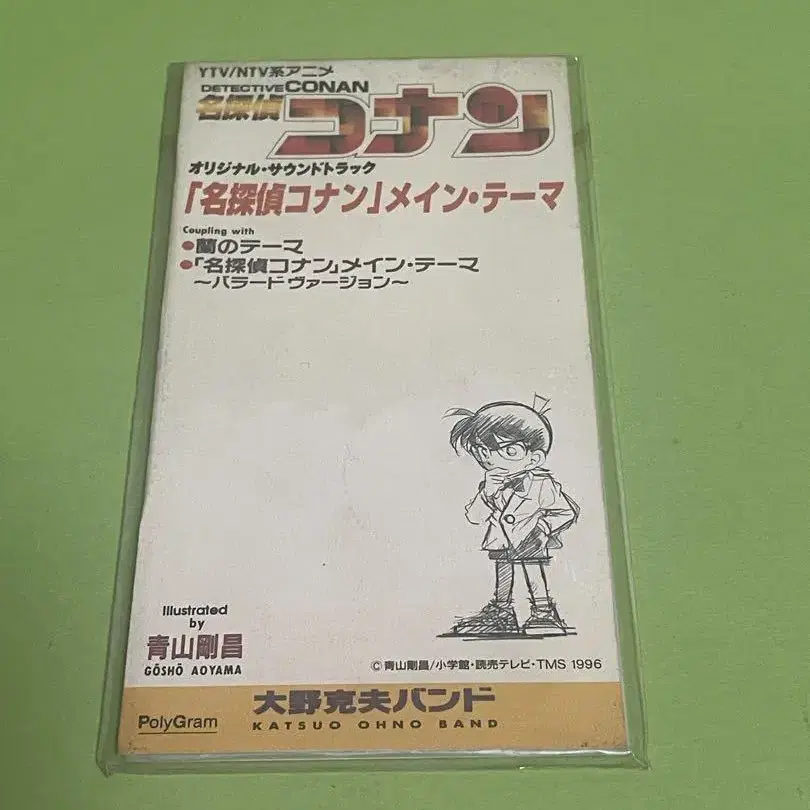 YTV/NTV系アニメ
DETECTIVE CONAN
名探偵コナン
オリジナル・サウンドトラック
「名探偵コナン」メイン・テーマ
Coupling with
●蘭のテーマ
●「名探偵コナン」メイン・テーマ
～バラード ヴァージョン～
Illustrated
by
青山剛昌
GŌSHŌ AOYAMA
©青山剛昌/小学館・読売テレビ・TMS 1996
大野克夫バンド
PolyGram
KATSUO OHNO BAND